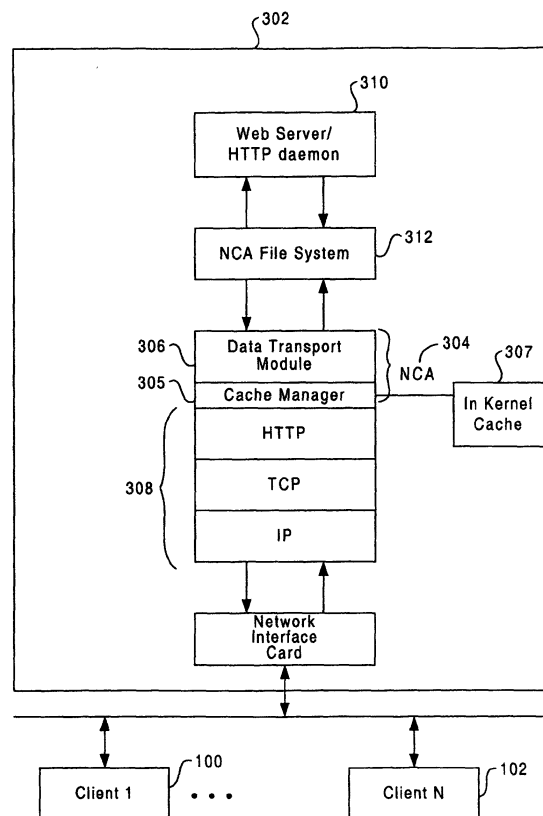 302
310
Web Server/
HTTP daemon
312
NCA File System
306
Data Transport
Module
304
NCA
307
305
Cache Manager
In Kernel
Cache
HTTP
308
TCP
IP
Network
Interface
Card
100
102
Client 1
• • •
Client N